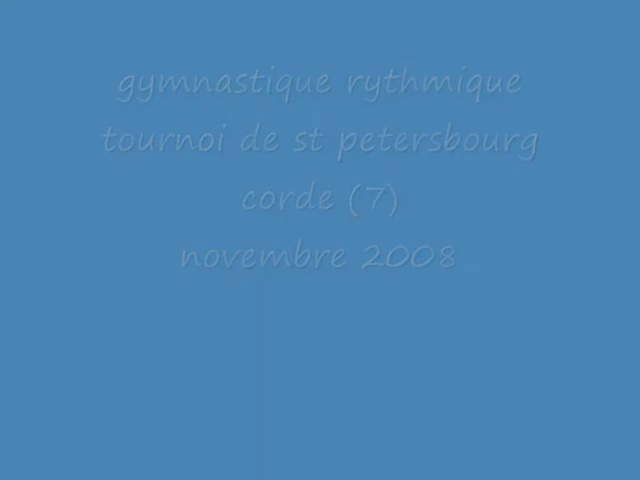 gymnastique rythmique
tournoi de st petersbourg
corde (7)
novembre 2008